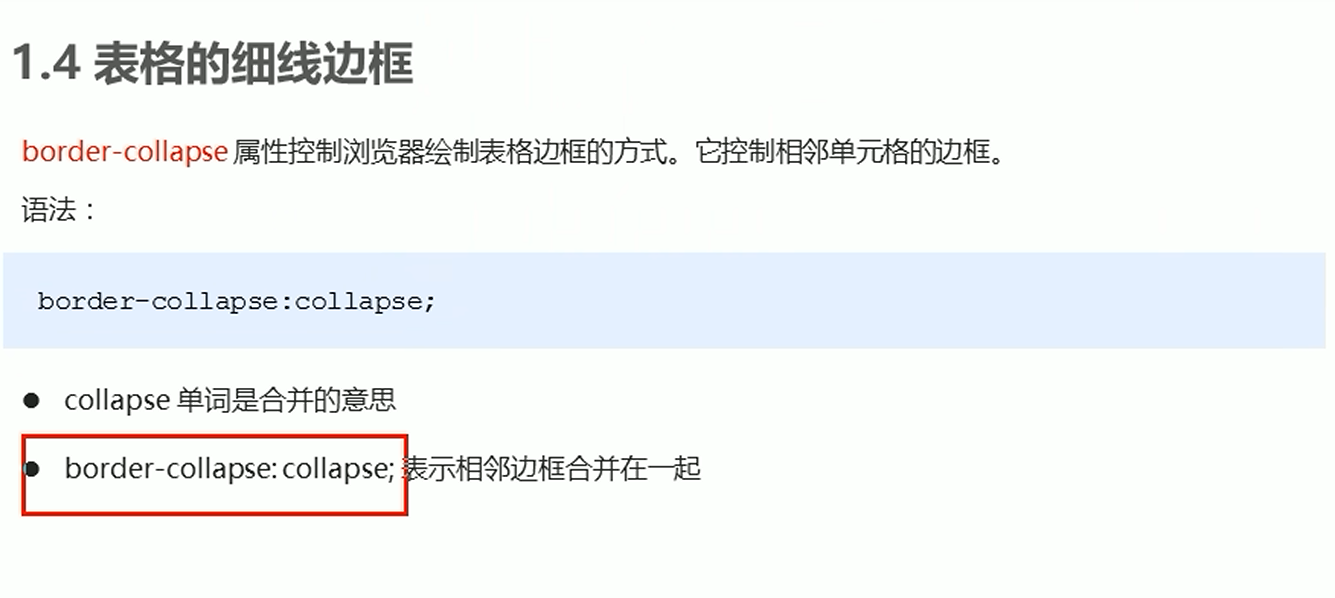 1.4 表格的细线边框
border-collapse 属性控制浏览器绘制表格边框的方式。它控制相邻单元格的边框。
语法：
border-collapse:collapse;
● collapse 单词是合并的意思
● border-collapse: collapse; 表示相邻边框合并在一起